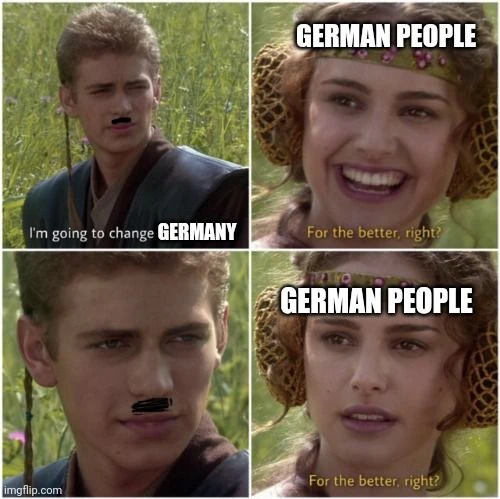 GERMAN PEOPLE
I'm going to change GERMANY
For the better, right?
GERMAN PEOPLE
For the better, right?
imgflip.com